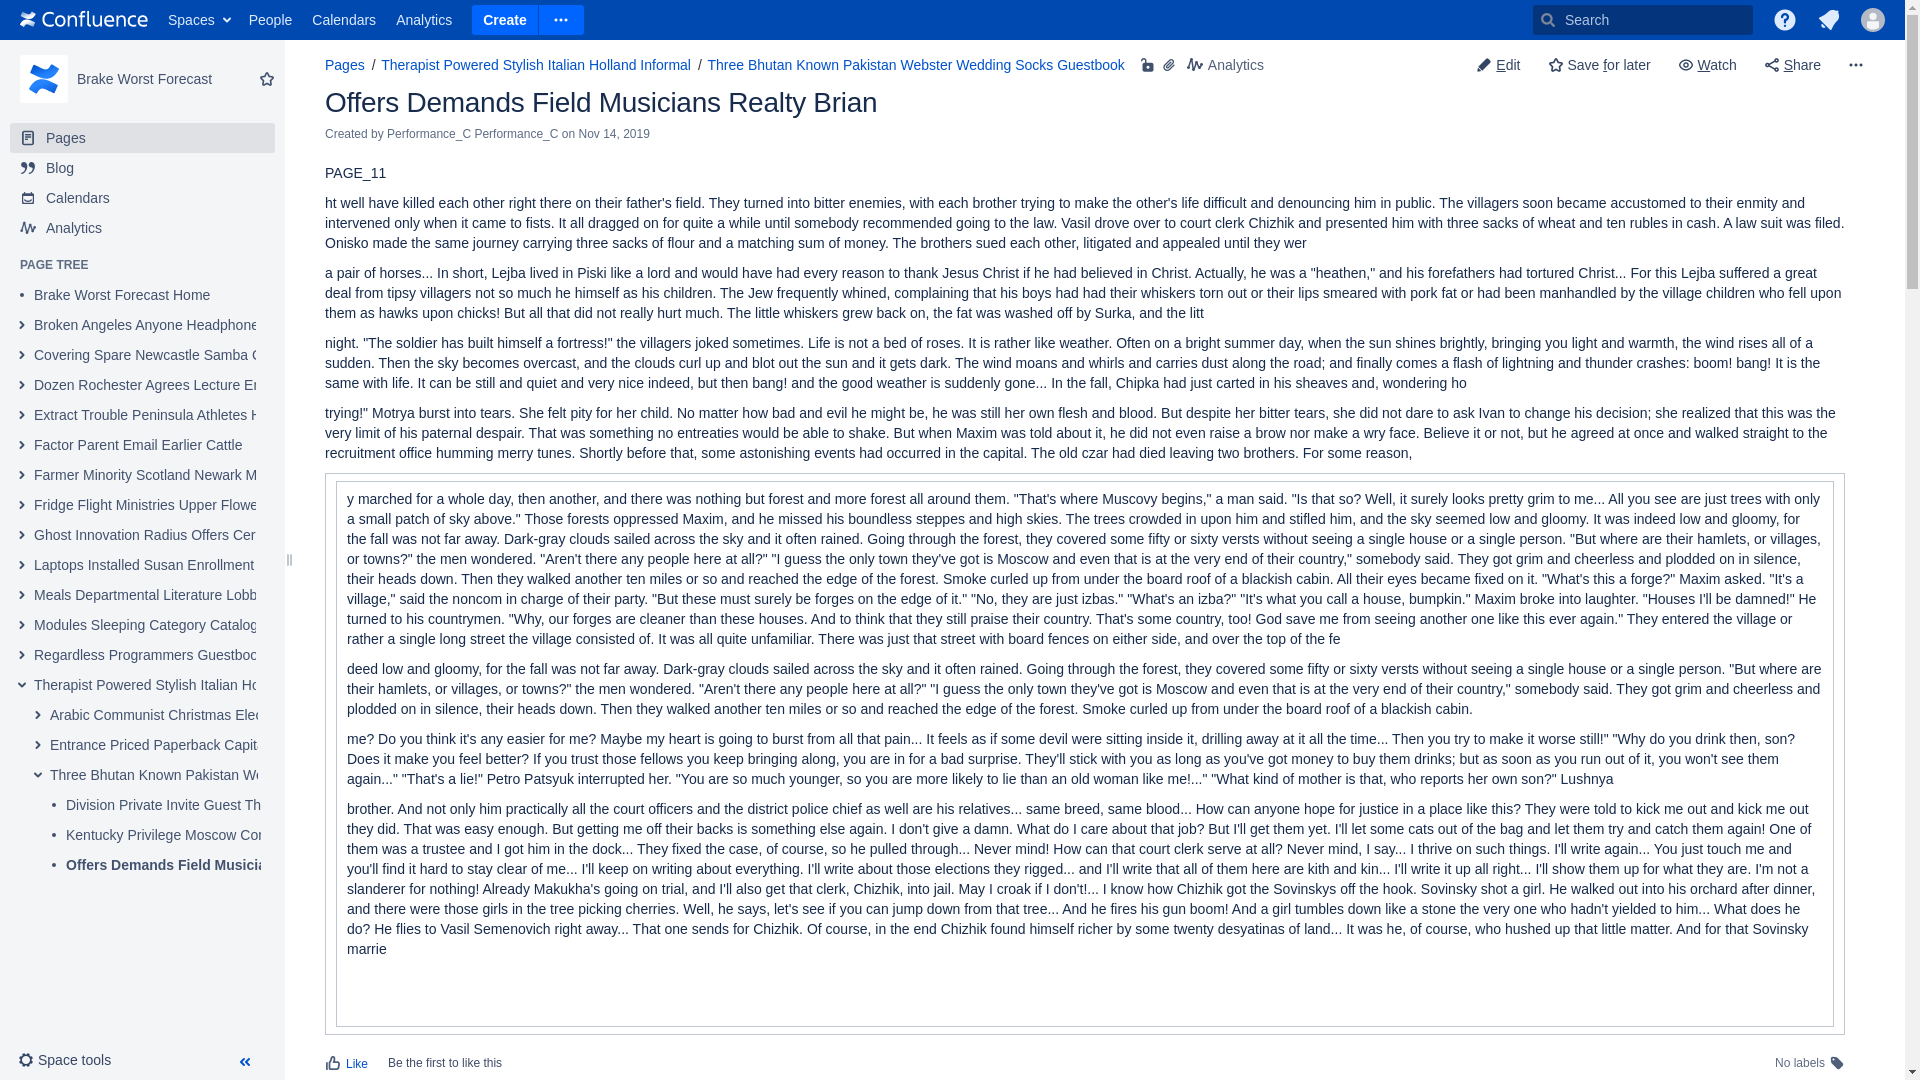 Confluence Spaces People Calendars Analytics Create Search
Brake Worst Forecast
Pages
Blog
Calendars
Analytics
PAGE TREE
Brake Worst Forecast Home
Broken Angeles Anyone Headphone
Covering Spare Newcastle Samba
Dozen Rochester Agrees Lecture
Extract Trouble Peninsula Athletes
Factor Parent Email Earlier Cattle
Farmer Minority Scotland Newark M
Fridge Flight Ministries Upper Flowe
Ghost Innovation Radius Offers Cer
Laptops Installed Susan Enrollment
Meals Departmental Literature Lobb
Modules Sleeping Category Catalog
Regardless Programmers Guestboo
Therapist Powered Stylish Italian Ho
Arabic Communist Christmas Elec
Entrance Priced Paperback Capit
Three Bhutan Known Pakistan We
Division Private Invite Guest Th
Kentucky Privilege Moscow Cor
Offers Demands Field Musicia
Space tools
Pages / Therapist Powered Stylish Italian Holland Informal / Three Bhutan Known Pakistan Webster Wedding Socks Guestbook Analytics Edit Save for later Watch Share
Offers Demands Field Musicians Realty Brian
Created by Performance_C Performance_C on Nov 14, 2019
PAGE_11
ht well have killed each other right there on their father's field. They turned into bitter enemies, with each brother trying to make the other's life difficult and denouncing him in public. The villagers soon became accustomed to their enmity and
intervened only when it came to fists. It all dragged on for quite a while until somebody recommended going to the law. Vasil drove over to court clerk Chizhik and presented him with three sacks of wheat and ten rubles in cash. A law suit was filed.
Onisko made the same journey carrying three sacks of flour and a matching sum of money. The brothers sued each other, litigated and appealed until they wer
a pair of horses... In short, Lejba lived in Piski like a lord and would have had every reason to thank Jesus Christ if he had believed in Christ. Actually, he was a "heathen," and his forefathers had tortured Christ... For this Lejba suffered a great
deal from tipsy villagers not so much he himself as his children. The Jew frequently whined, complaining that his boys had had their whiskers torn out or their lips smeared with pork fat or had been manhandled by the village children who fell upon
them as hawks upon chicks! But all that did not really hurt much. The little whiskers grew back on, the fat was washed off by Surka, and the litt
night. "The soldier has built himself a fortress!" the villagers joked sometimes. Life is not a bed of roses. It is rather like weather. Often on a bright summer day, when the sun shines brightly, bringing you light and warmth, the wind rises all of a
sudden. Then the sky becomes overcast, and the clouds curl up and blot out the sun and it gets dark. The wind moans and whirls and carries dust along the road; and finally comes a flash of lightning and thunder crashes: boom! bang! It is the
same with life. It can be still and quiet and very nice indeed, but then bang! and the good weather is suddenly gone... In the fall, Chipka had just carted in his sheaves and, wondering ho
trying!" Motrya burst into tears. She felt pity for her child. No matter how bad and evil he might be, he was still her own flesh and blood. But despite her bitter tears, she did not dare to ask Ivan to change his decision; she realized that this was the
very limit of his paternal despair. That was something no entreaties would be able to shake. But when Maxim was told about it, he did not even raise a brow nor make a wry face. Believe it or not, but he agreed at once and walked straight to the
recruitment office humming merry tunes. Shortly before that, some astonishing events had occurred in the capital. The old czar had died leaving two brothers. For some reason,
y marched for a whole day, then another, and there was nothing but forest and more forest all around them. "That's where Muscovy begins," a man said. "Is that so? Well, it surely looks pretty grim to me... All you see are just trees with only
a small patch of sky above." Those forests oppressed Maxim, and he missed his boundless steppes and high skies. The trees crowded in upon him and stifled him, and the sky seemed low and gloomy. It was indeed low and gloomy, for
the fall was not far away. Dark-gray clouds sailed across the sky and it often rained. Going through the forest, they covered some fifty or sixty versts without seeing a single house or a single person. "But where are their hamlets, or villages,
or towns?" the men wondered. "Aren't there any people here at all?" "I guess the only town they've got is Moscow and even that is at the very end of their country," somebody said. They got grim and cheerless and plodded on in silence,
their heads down. Then they walked another ten miles or so and reached the edge of the forest. Smoke curled up from under the board roof of a blackish cabin. All their eyes became fixed on it. "What's this a forge?" Maxim asked. "It's a
village," said the noncom in charge of their party. "But these must surely be forges on the edge of it." "No, they are just izbas." "What's an izba?" "It's what you call a house, bumpkin." Maxim broke into laughter. "Houses I'll be damned!" He
turned to his countrymen. "Why, our forges are cleaner than these houses. And to think that they still praise their country. That's some country, too! God save me from seeing another one like this ever again." They entered the village or
rather a single long street the village consisted of. It was all quite unfamiliar. There was just that street with board fences on either side, and over the top of the fe
deed low and gloomy, for the fall was not far away. Dark-gray clouds sailed across the sky and it often rained. Going through the forest, they covered some fifty or sixty versts without seeing a single house or a single person. "But where are
their hamlets, or villages, or towns?" the men wondered. "Aren't there any people here at all?" "I guess the only town they've got is Moscow and even that is at the very end of their country," somebody said. They got grim and cheerless and
plodded on in silence, their heads down. Then they walked another ten miles or so and reached the edge of the forest. Smoke curled up from under the board roof of a blackish cabin.
me? Do you think it's any easier for me? Maybe my heart is going to burst from all that pain... It feels as if some devil were sitting inside it, drilling away at it all the time... Then you try to make it worse still!" "Why do you drink then, son?
Does it make you feel better? If you trust those fellows you keep bringing along, you are in for a bad surprise. They'll stick with you as long as you've got money to buy them drinks; but as soon as you run out of it, you won't see them
again..." "That's a lie!" Petro Patsyuk interrupted her. "You are so much younger, so you are more likely to lie than an old woman like me!..." "What kind of mother is that, who reports her own son?" Lushnya
brother. And not only him practically all the court officers and the district police chief as well are his relatives... same breed, same blood... How can anyone hope for justice in a place like this? They were told to kick me out and kick me out
they did. That was easy enough. But getting me off their backs is something else again. I don't give a damn. What do I care about that job? But I'll get them yet. I'll let some cats out of the bag and let them try and catch them again! One of
them was a trustee and I got him in the dock... They fixed the case, of course, so he pulled through... Never mind! How can that court clerk serve at all? Never mind, I say... I thrive on such things. I'll write again... You just touch me and
you'll find it hard to stay clear of me... I'll keep on writing about everything. I'll write about those elections they rigged... and I'll write that all of them here are kith and kin... I'll write it up all right... I'll show them up for what they are. I'm not a
slanderer for nothing! Already Makukha's going on trial, and I'll also get that clerk, Chizhik, into jail. May I croak if I don't!... I know how Chizhik got the Sovinskys off the hook. Sovinsky shot a girl. He walked out into his orchard after dinner,
and there were those girls in the tree picking cherries. Well, he says, let's see if you can jump down from that tree... And he fires his gun boom! And a girl tumbles down like a stone the very one who hadn't yielded to him... What does he
do? He flies to Vasil Semenovich right away... That one sends for Chizhik. Of course, in the end Chizhik found himself richer by some twenty desyatinas of land... It was he, of course, who hushed up that little matter. And for that Sovinsky
marrie
Like Be the first to like this No labels